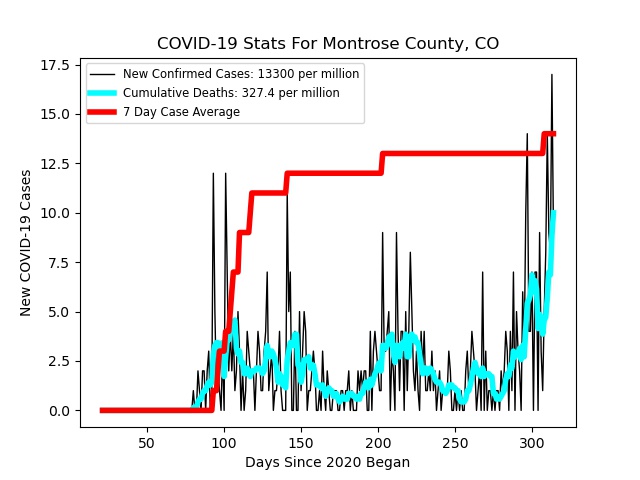 COVID-19 Stats For Montrose County, CO
17.5
15.0
12.5
10.0
7.5
5.0
2.5
0.0
New COVID-19 Cases
New Confirmed Cases: 13300 per million
Cumulative Deaths: 327.4 per million
7 Day Case Average
50 100 150 200 250 300
Days Since 2020 Began